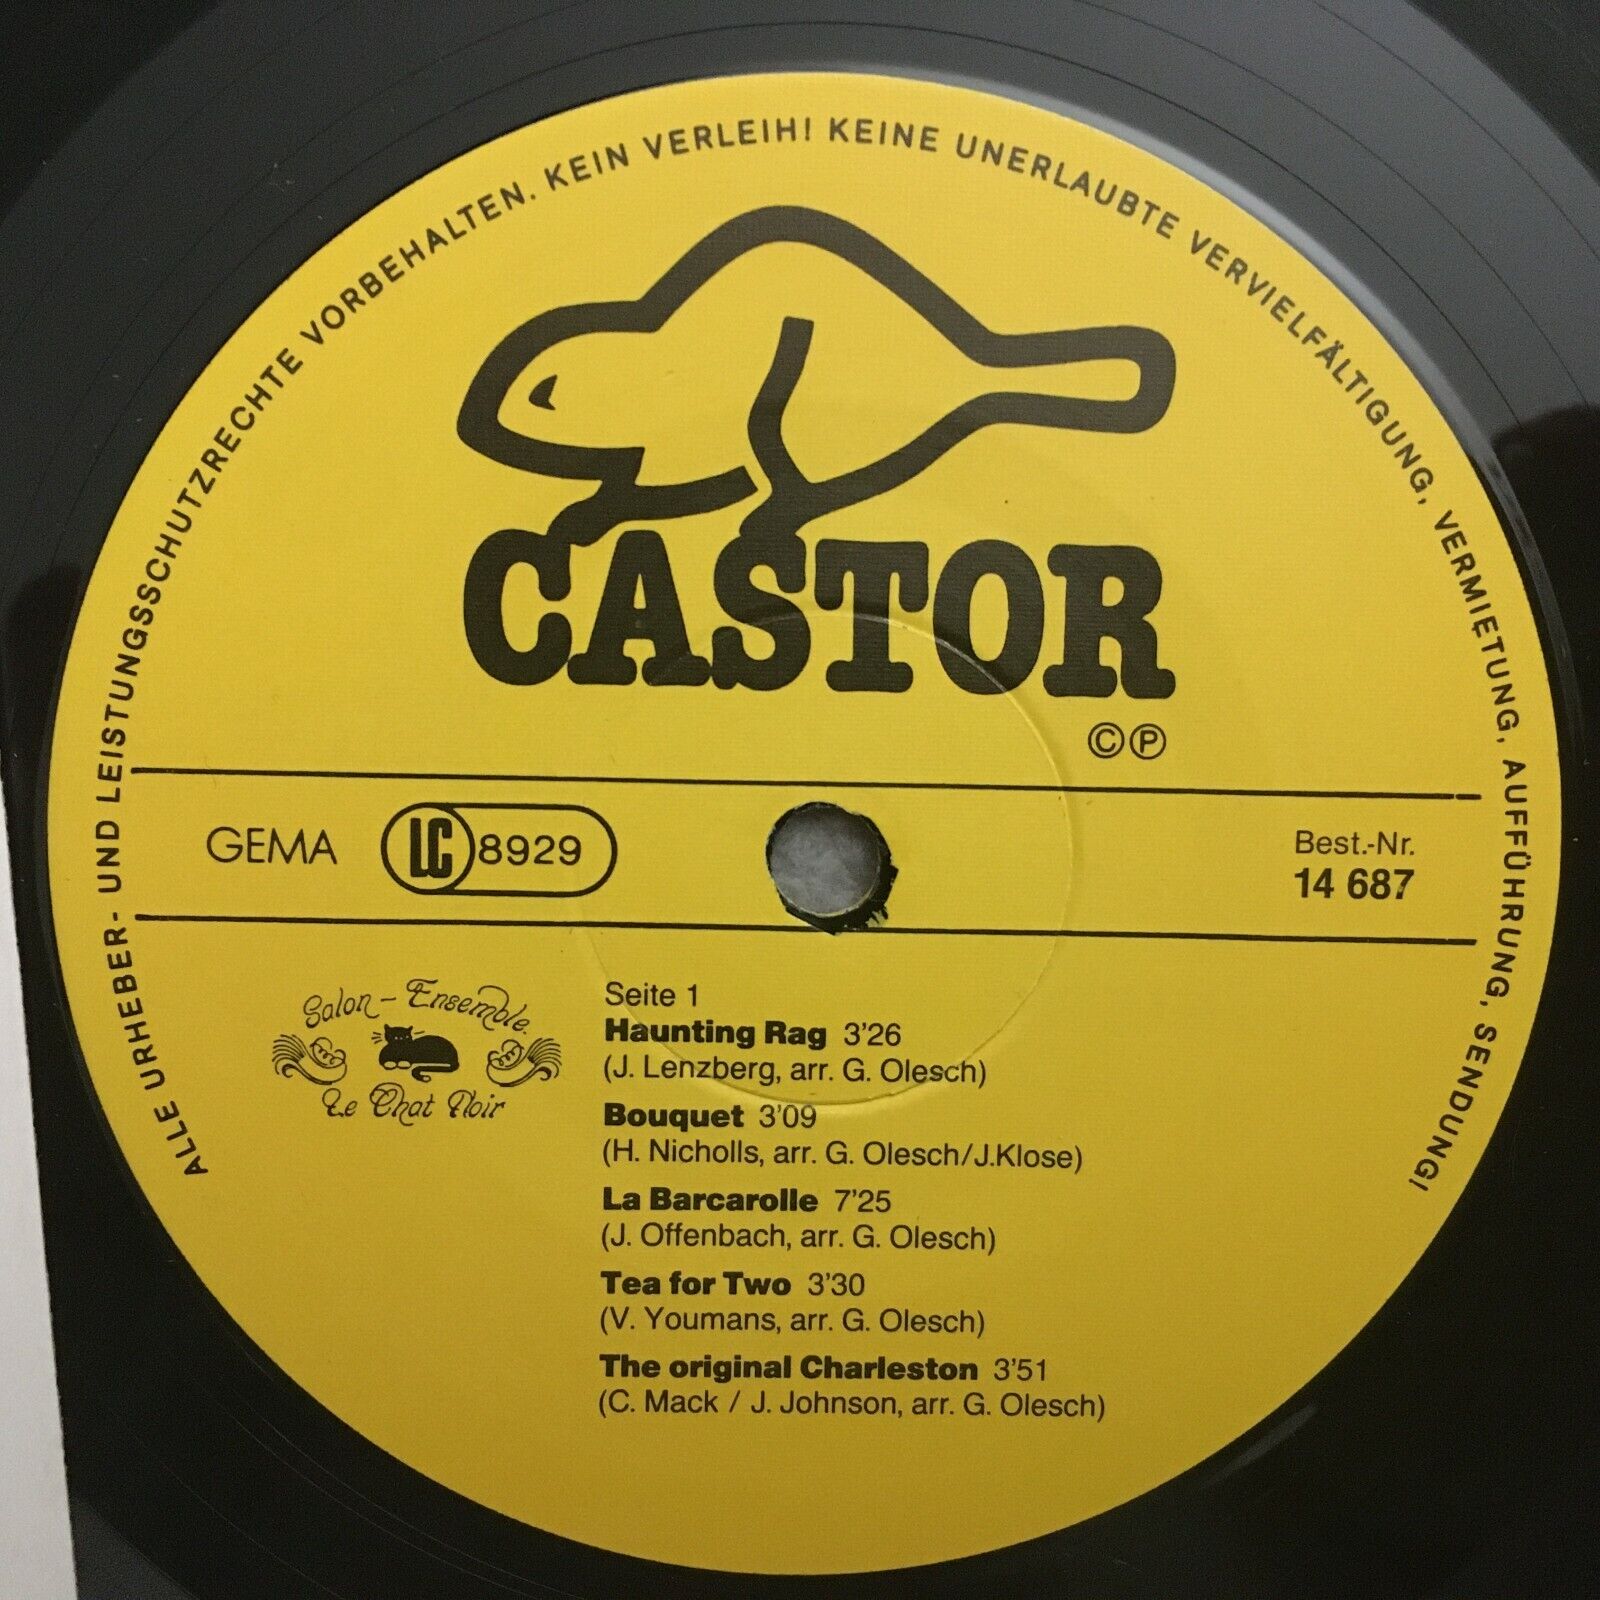 ALLE URHEBER- UND LEISTUNGSSCHUTZRECHTE VORBEHALTEN. KEIN VERLEIH! KEINE UNERLAUBTE VERVIELFÄLTIGUNG, VERMIETUNG, AUFFÜHRUNG, SENDUNG!
CASTOR
©℗
GEMA
LC 8929
Best.-Nr.
14 687
Salon-Ensemble
Le Chat Noir
Seite 1
Haunting Rag 3'26
(J. Lenzberg, arr. G. Olesch)
Bouquet 3'09
(H. Nicholls, arr. G. Olesch/J.Klose)
La Barcarolle 7'25
(J. Offenbach, arr. G. Olesch)
Tea for Two 3'30
(V. Youmans, arr. G. Olesch)
The original Charleston 3'51
(C. Mack / J. Johnson, arr. G. Olesch)